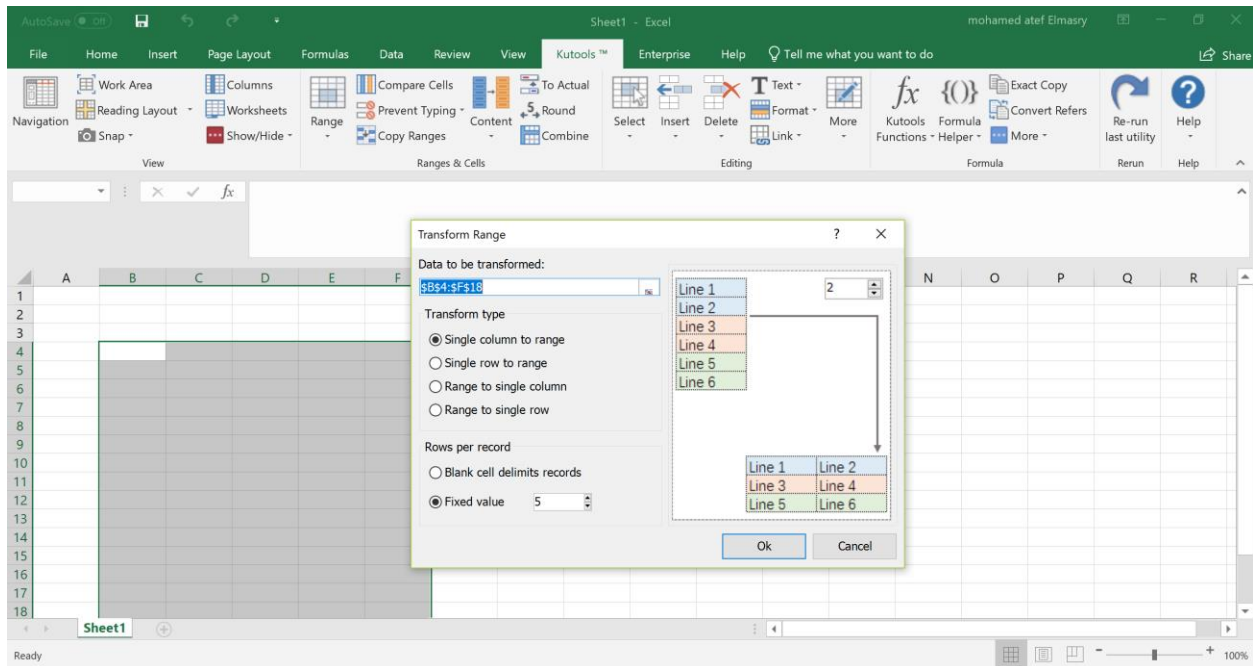 AutoSave Off Sheet1 - Excel mohamed atef Elmasry
File Home Insert Page Layout Formulas Data Review View Kutools ™ Enterprise Help Tell me what you want to do Share
Work Area Columns Compare Cells To Actual T Text Exact Copy
Reading Layout Worksheets Prevent Typing Round Format Convert Refers
Snap Show/Hide Copy Ranges Combine Link More
Navigation Range Content Select Insert Delete More Kutools Functions Formula Helper Re-run last utility Help
View Ranges & Cells Editing Formula Rerun Help
fx
Transform Range ? ×
Data to be transformed:
$B$4:$F$18
Transform type
Single column to range
Single row to range
Range to single column
Range to single row
Rows per record
Blank cell delimits records
Fixed value 5
2
Line 1
Line 2
Line 3
Line 4
Line 5
Line 6
Line 1 Line 2
Line 3 Line 4
Line 5 Line 6
Ok Cancel
A B C D E F N O P Q R
1
2
3
4
5
6
7
8
9
10
11
12
13
14
15
16
17
18
Sheet1
Ready 100%